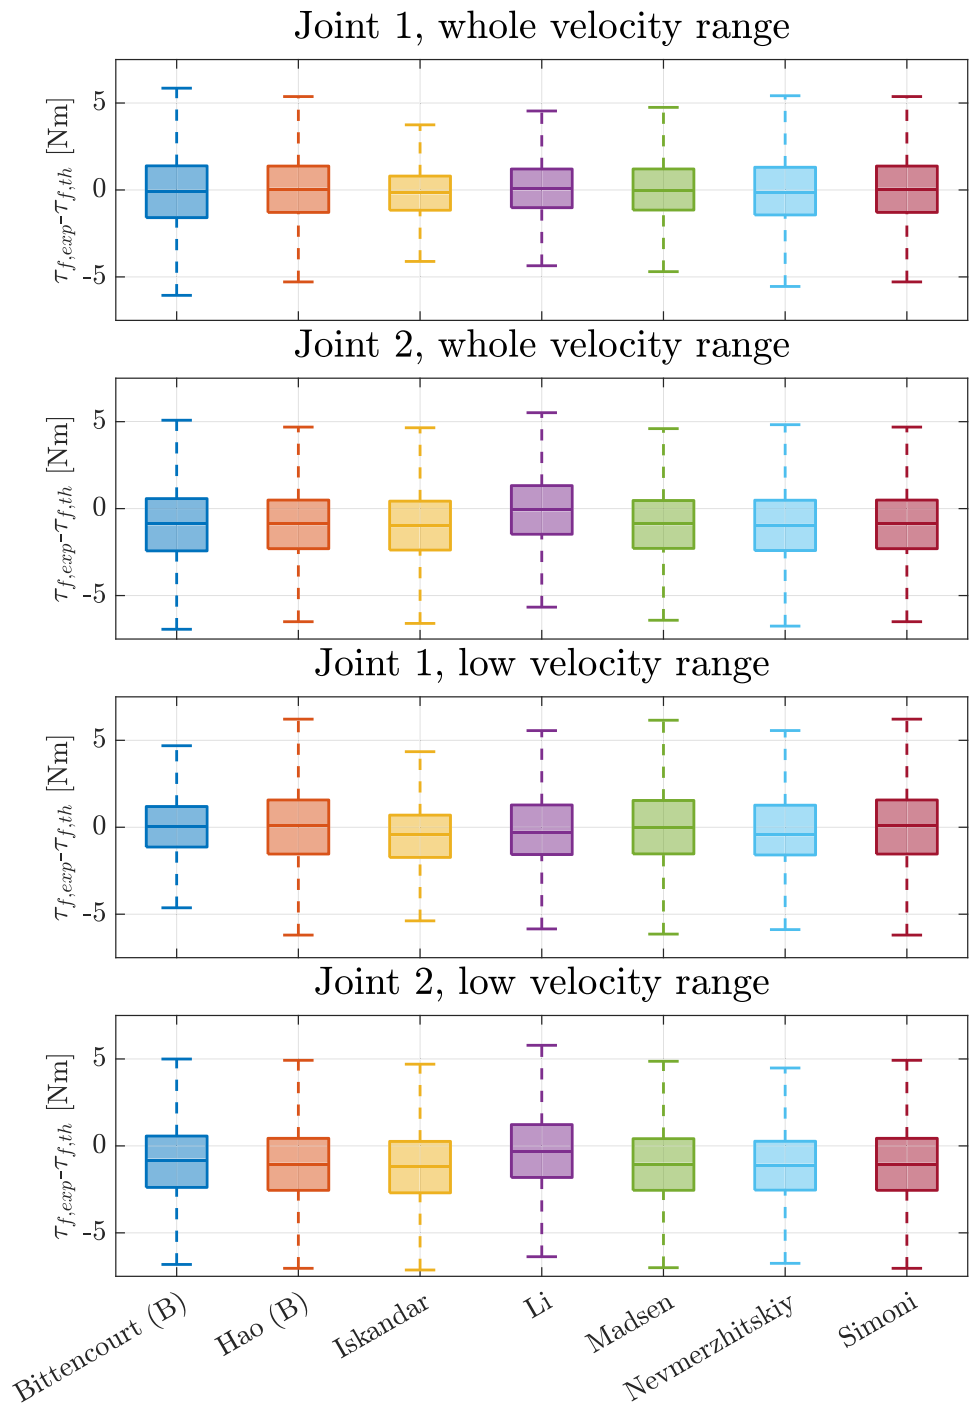 Joint 1, whole velocity range
τf,exp-τf,th [Nm]
5
0
-5
Joint 2, whole velocity range
τf,exp-τf,th [Nm]
5
0
-5
Joint 1, low velocity range
τf,exp-τf,th [Nm]
5
0
-5
Joint 2, low velocity range
τf,exp-τf,th [Nm]
5
0
-5
Bittencourt (B)
Hao (B)
Iskandar
Li
Madsen
Nevmerzhitskiy
Simoni